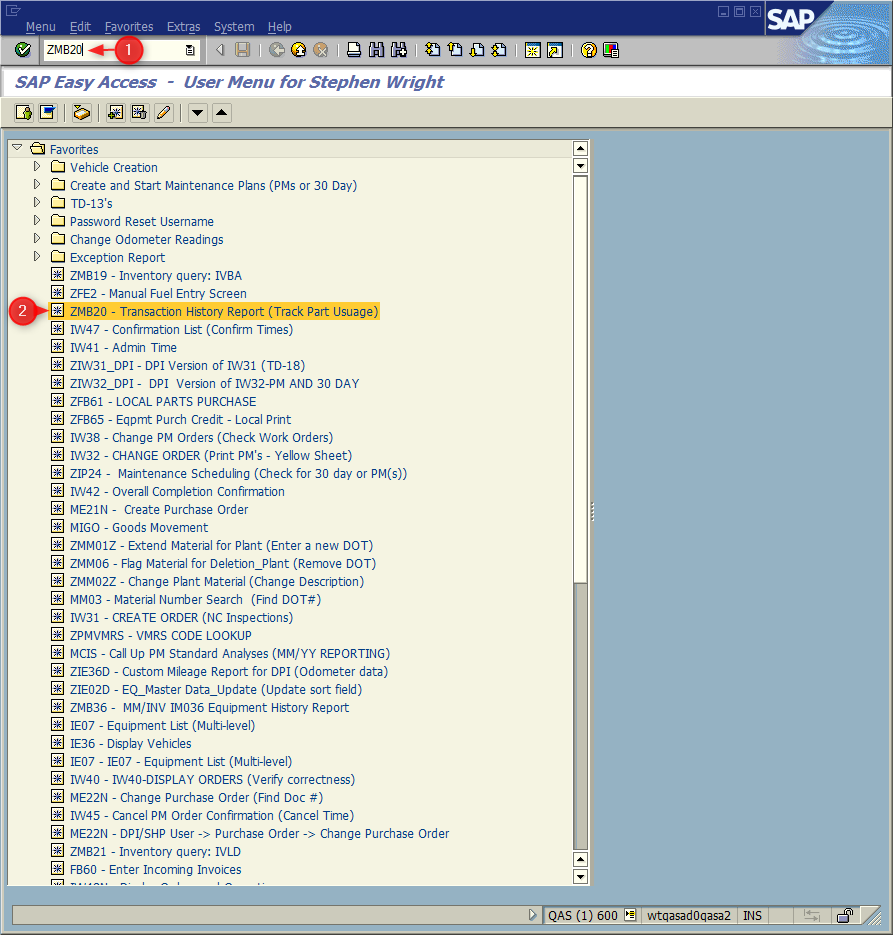 Menu Edit Favorites Extras System Help
SAP
ZMB20 1
SAP Easy Access - User Menu for Stephen Wright
Favorites
Vehicle Creation
Create and Start Maintenance Plans (PMs or 30 Day)
TD-13's
Password Reset Username
Change Odometer Readings
Exception Report
ZMB19 - Inventory query: IVBA
ZFE2 - Manual Fuel Entry Screen
2 ZMB20 - Transaction History Report (Track Part Usuage)
IW47 - Confirmation List (Confirm Times)
IW41 - Admin Time
ZIW31_DPI - DPI Version of IW31 (TD-18)
ZIW32_DPI - DPI Version of IW32-PM AND 30 DAY
ZFB61 - LOCAL PARTS PURCHASE
ZFB65 - Eqpmt Purch Credit - Local Print
IW38 - Change PM Orders (Check Work Orders)
IW32 - CHANGE ORDER (Print PM's - Yellow Sheet)
ZIP24 - Maintenance Scheduling (Check for 30 day or PM(s))
IW42 - Overall Completion Confirmation
ME21N - Create Purchase Order
MIGO - Goods Movement
ZMM01Z - Extend Material for Plant (Enter a new DOT)
ZMM06 - Flag Material for Deletion_Plant (Remove DOT)
ZMM02Z - Change Plant Material (Change Description)
MM03 - Material Number Search (Find DOT#)
IW31 - CREATE ORDER (NC Inspections)
ZPMVMRS - VMRS CODE LOOKUP
MCIS - Call Up PM Standard Analyses (MM/YY REPORTING)
ZIE36D - Custom Mileage Report for DPI (Odometer data)
ZIE02D - EQ_Master Data_Update (Update sort field)
ZMB36 - MM/INV IM036 Equipment History Report
IE07 - Equipment List (Multi-level)
IE36 - Display Vehicles
IE07 - IE07 - Equipment List (Multi-level)
IW40 - IW40-DISPLAY ORDERS (Verify correctness)
ME22N - Change Purchase Order (Find Doc #)
IW45 - Cancel PM Order Confirmation (Cancel Time)
ME22N - DPI/SHP User -> Purchase Order -> Change Purchase Order
ZMB21 - Inventory query: IVLD
FB60 - Enter Incoming Invoices
QAS (1) 600 wtqasad0qasa2 INS